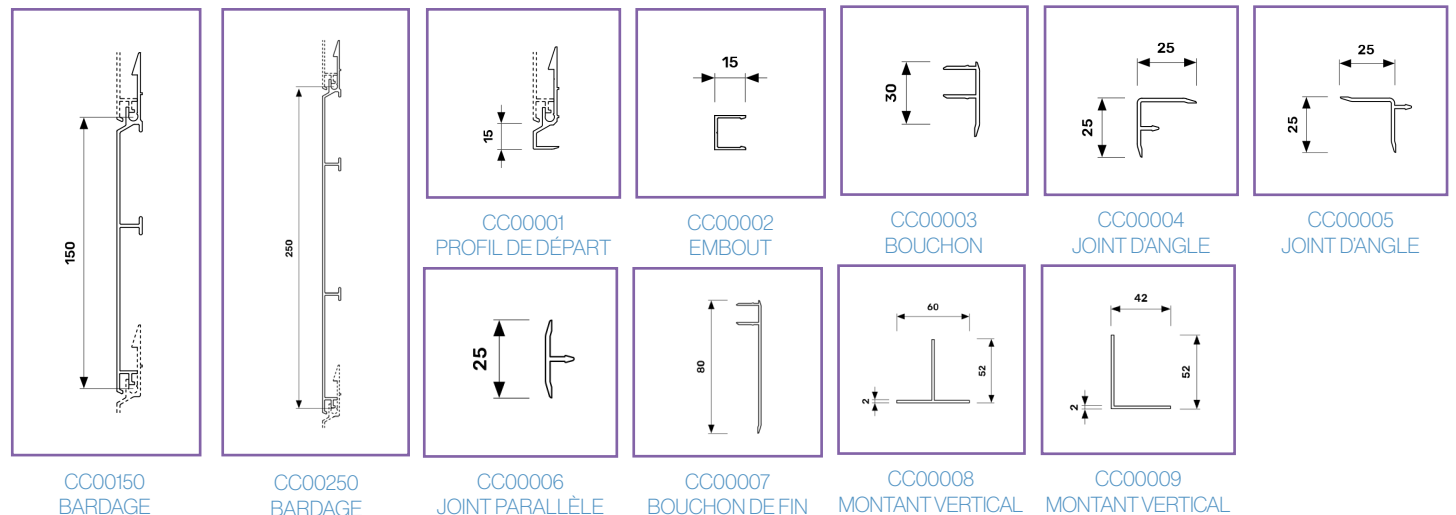 150
CC00150
BARDAGE
250
CC00250
BARDAGE
15
CC00001
PROFIL DE DÉPART
15
CC00002
EMBOUT
30
CC00003
BOUCHON
25
25
CC00004
JOINT D'ANGLE
25
25
CC00005
JOINT D'ANGLE
25
CC00006
JOINT PARALLÈLE
80
CC00007
BOUCHON DE FIN
60
52
2
CC00008
MONTANT VERTICAL
42
52
2
CC00009
MONTANT VERTICAL